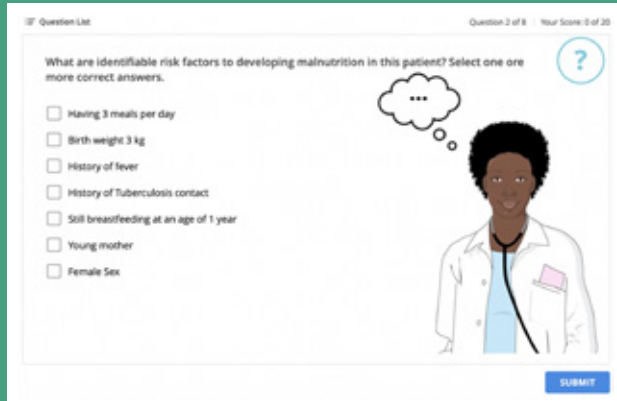 Question List
Question 2 of 8 | Your Score: 0 of 20
What are identifiable risk factors to developing malnutrition in this patient? Select one ore
more correct answers.
?
...
Having 3 meals per day
Birth weight 3 kg
History of fever
History of Tuberculosis contact
Still breastfeeding at an age of 1 year
Young mother
Female Sex
SUBMIT